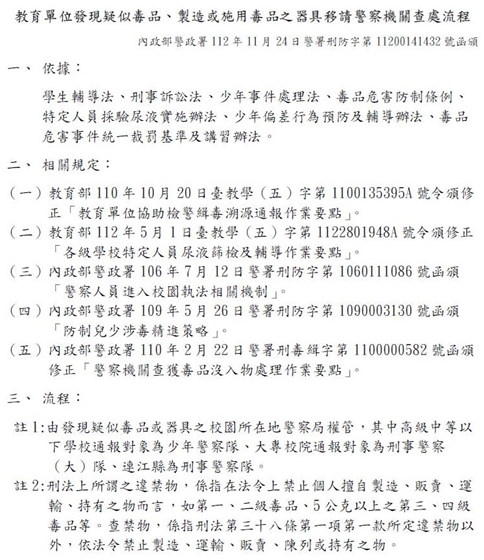 教育單位發現疑似毒品、製造或施用毒品之器具移請警察機關查處流程
內政部警政署 112 年 11 月 24 日警署刑防字第 11200141432 號函頒
一、 依據：
學生輔導法、刑事訴訟法、少年事件處理法、毒品危害防制條例、
特定人員採驗尿液實施辦法、少年偏差行為預防及輔導辦法、毒品
危害事件統一裁罰基準及講習辦法。
二、 相關規定：
（一）教育部 110 年 10 月 20 日臺教學（五）字第 1100135395A 號令頒修
正「教育單位協助檢警緝毒溯源通報作業要點」。
（二）教育部 112 年 5 月 1 日臺教學（五）字第 1122801948A 號令頒修正
「各級學校特定人員尿液篩檢及輔導作業要點」。
（三）內政部警政署 106 年 7 月 12 日警署刑防字第 1060111086 號函頒
「警察人員進入校園執法相關機制」。
（四）內政部警政署 109 年 5 月 26 日警署刑防字第 1090003130 號函頒
「防制兒少涉毒精進策略」。
（五）內政部警政署 110 年 2 月 22 日警署刑毒緝字第 1100000582 號函頒
修正「警察機關查獲毒品沒入物處理作業要點」。
三、 流程：
註 1:由發現疑似毒品或器具之校園所在地警察局權管，其中高級中等以
下學校通報對象為少年警察隊、大專校院通報對象為刑事警察
（大）隊、連江縣為刑事警察隊。
註 2:刑法上所謂之違禁物，係指在法令上禁止個人擅自製造、販賣、運
輸、持有之物而言，如第一、二級毒品、5 公克以上之第三、四級
毒品等。查禁物，係指刑法第三十八條第一項第一款所定違禁物以
外，依法令禁止製造、運輸、販賣、陳列或持有之物。